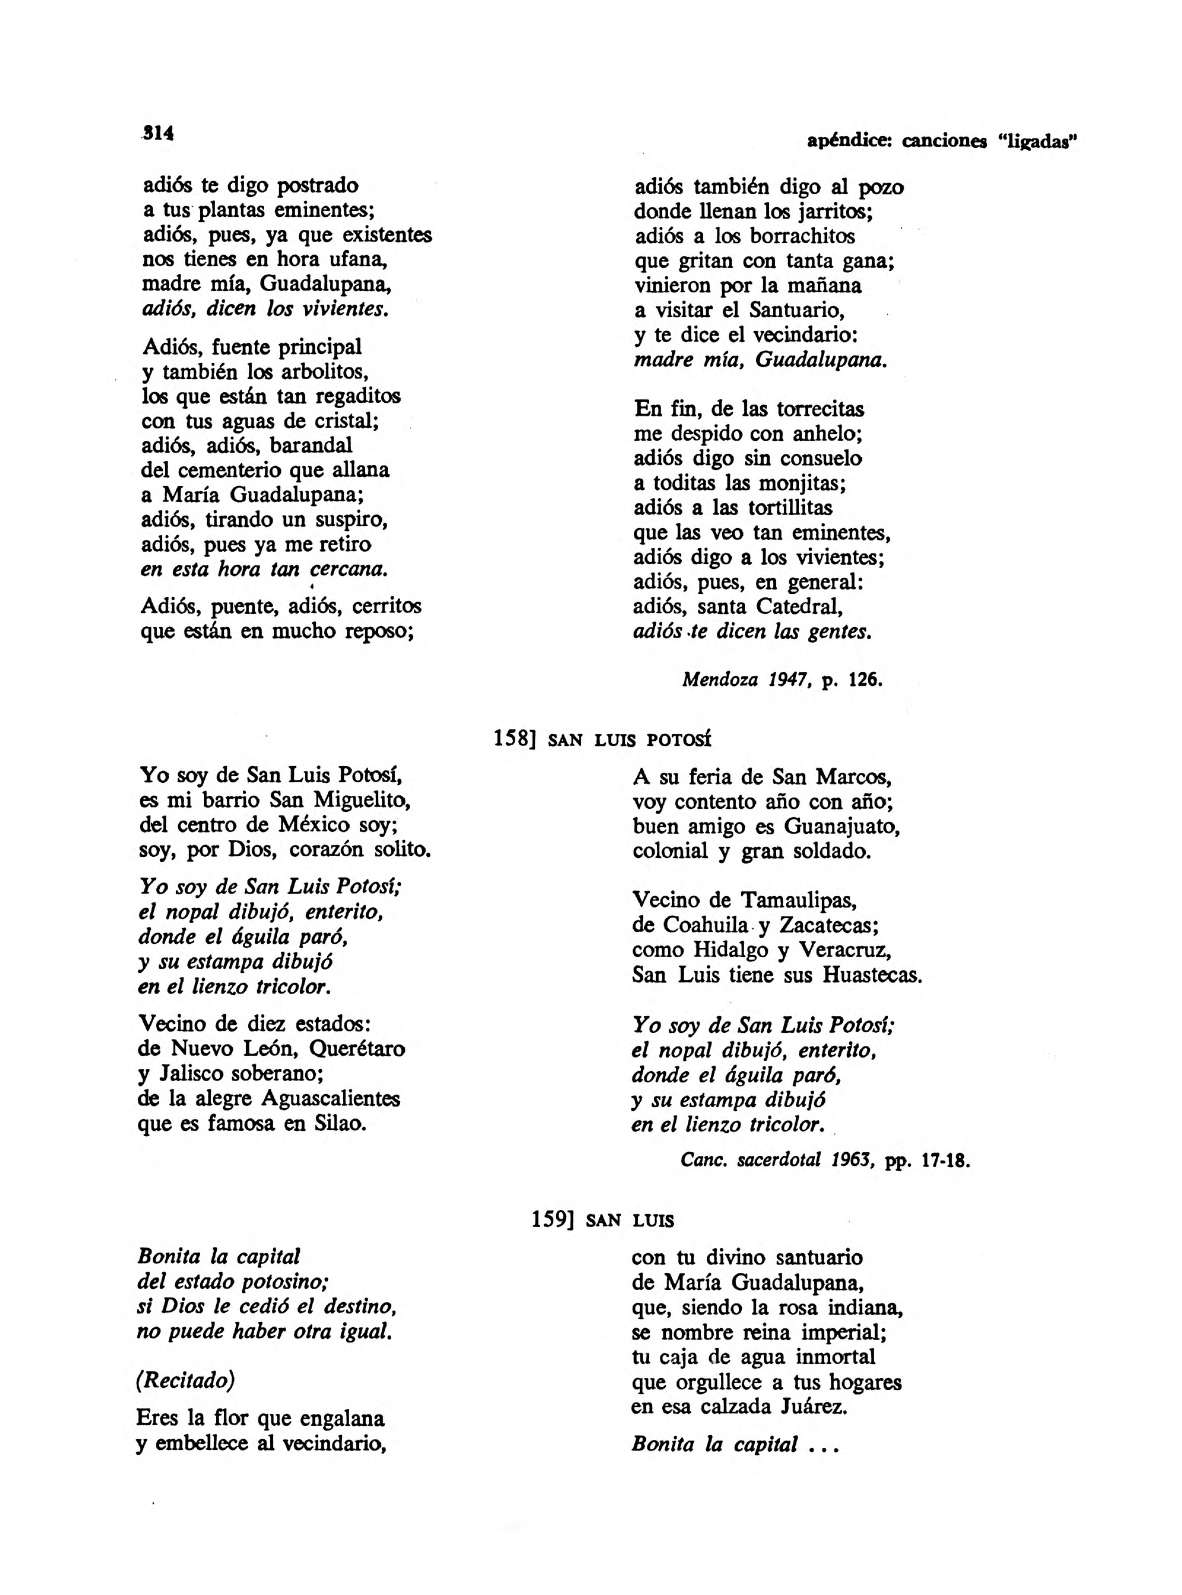 314
apéndice: canciones "ligadas"
adiós te digo postrado
a tus plantas eminentes;
adiós, pues, ya que existentes
nos tienes en hora ufana,
madre mía, Guadalupana,
adiós, dicen los vivientes.
Adiós, fuente principal
y también los arbolitos,
los que están tan regaditos
con tus aguas de cristal;
adiós, adiós, barandal
del cementerio que allana
a María Guadalupana;
adiós, tirando un suspiro,
adiós, pues ya me retiro
en esta hora tan cercana.
Adiós, puente, adiós, cerritos
que están en mucho reposo;
adiós también digo al pozo
donde llenan los jarritos;
adiós a los borrachitos
que gritan con tanta gana;
vinieron por la mañana
a visitar el Santuario,
y te dice el vecindario:
madre mía, Guadalupana.
En fin, de las torrecitas
me despido con anhelo;
adiós digo sin consuelo
a toditas las monjitas;
adiós a las tortillitas
que las veo tan eminentes,
adiós digo a los vivientes;
adiós, pues, en general:
adiós, santa Catedral,
adiós te dicen las gentes.
Mendoza 1947, p. 126.
158] SAN LUIS POTOSÍ
Yo soy de San Luis Potosí,
es mi barrio San Miguelito,
del centro de México soy;
soy, por Dios, corazón solito.
Yo soy de San Luis Potosí;
el nopal dibujó, enterito,
donde el águila paró,
y su estampa dibujó
en el lienzo tricolor.
Vecino de diez estados:
de Nuevo León, Querétaro
y Jalisco soberano;
de la alegre Aguascalientes
que es famosa en Silao.
A su feria de San Marcos,
voy contento año con año;
buen amigo es Guanajuato,
colonial y gran soldado.
Vecino de Tamaulipas,
de Coahuila y Zacatecas;
como Hidalgo y Veracruz,
San Luis tiene sus Huastecas.
Yo soy de San Luis Potosí;
el nopal dibujó, enterito,
donde el águila paró,
y su estampa dibujó
en el lienzo tricolor.
Canc. sacerdotal 1963, pp. 17-18.
159] SAN LUIS
Bonita la capital
del estado potosino;
si Dios le cedió el destino,
no puede haber otra igual.
(Recitado)
Eres la flor que engalana
y embellece al vecindario,
con tu divino santuario
de María Guadalupana,
que, siendo la rosa indiana,
se nombre reina imperial;
tu caja de agua inmortal
que orgullece a tus hogares
en esa calzada Juárez.
Bonita la capital ...